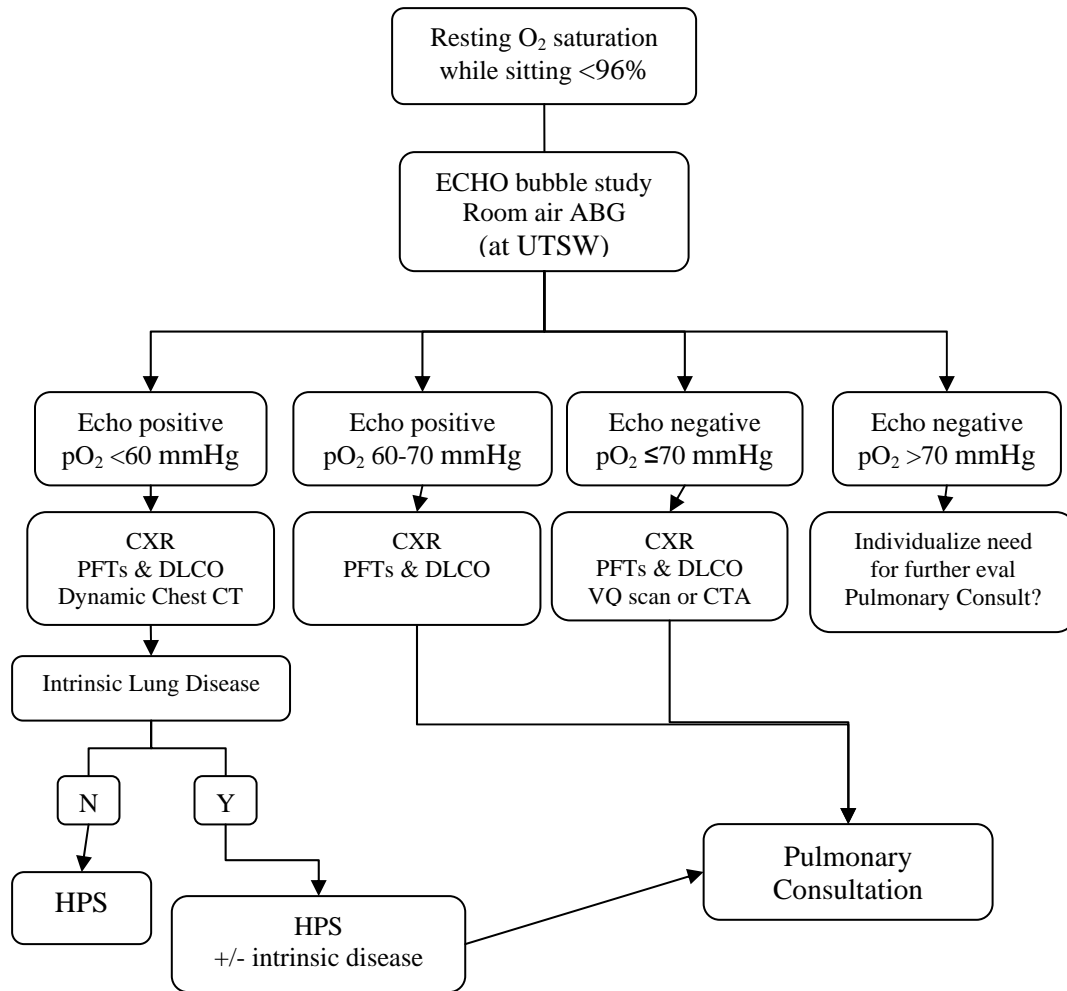 Resting O₂ saturation
while sitting <96%
ECHO bubble study
Room air ABG
(at UTSW)
Echo positive
pO₂ <60 mmHg
Echo positive
pO₂ 60-70 mmHg
Echo negative
pO₂ ≤70 mmHg
Echo negative
pO₂ >70 mmHg
CXR
PFTs & DLCO
Dynamic Chest CT
CXR
PFTs & DLCO
CXR
PFTs & DLCO
VQ scan or CTA
Individualize need
for further eval
Pulmonary Consult?
Intrinsic Lung Disease
N
Y
HPS
HPS
+/- intrinsic disease
Pulmonary
Consultation